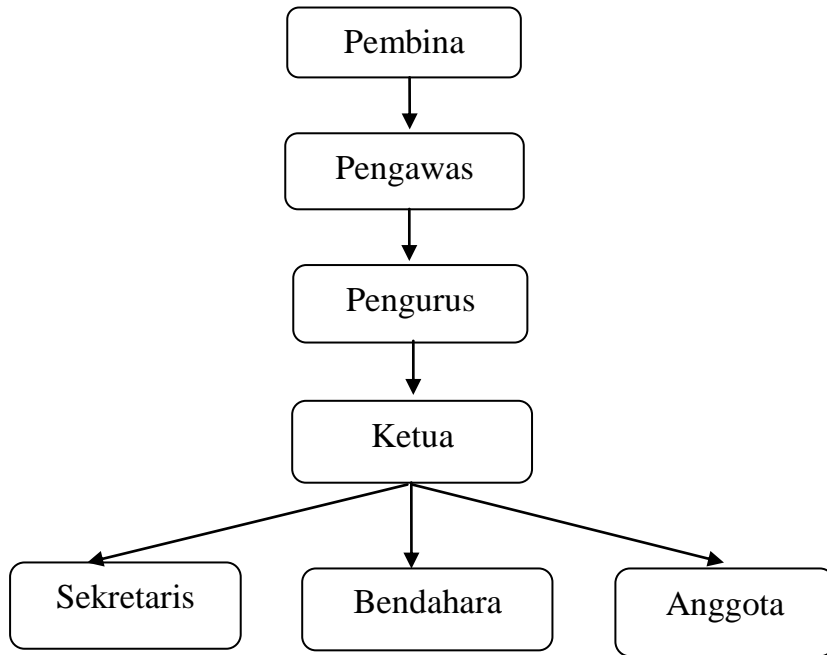 Pembina
Pengawas
Pengurus
Ketua
Sekretaris
Bendahara
Anggota